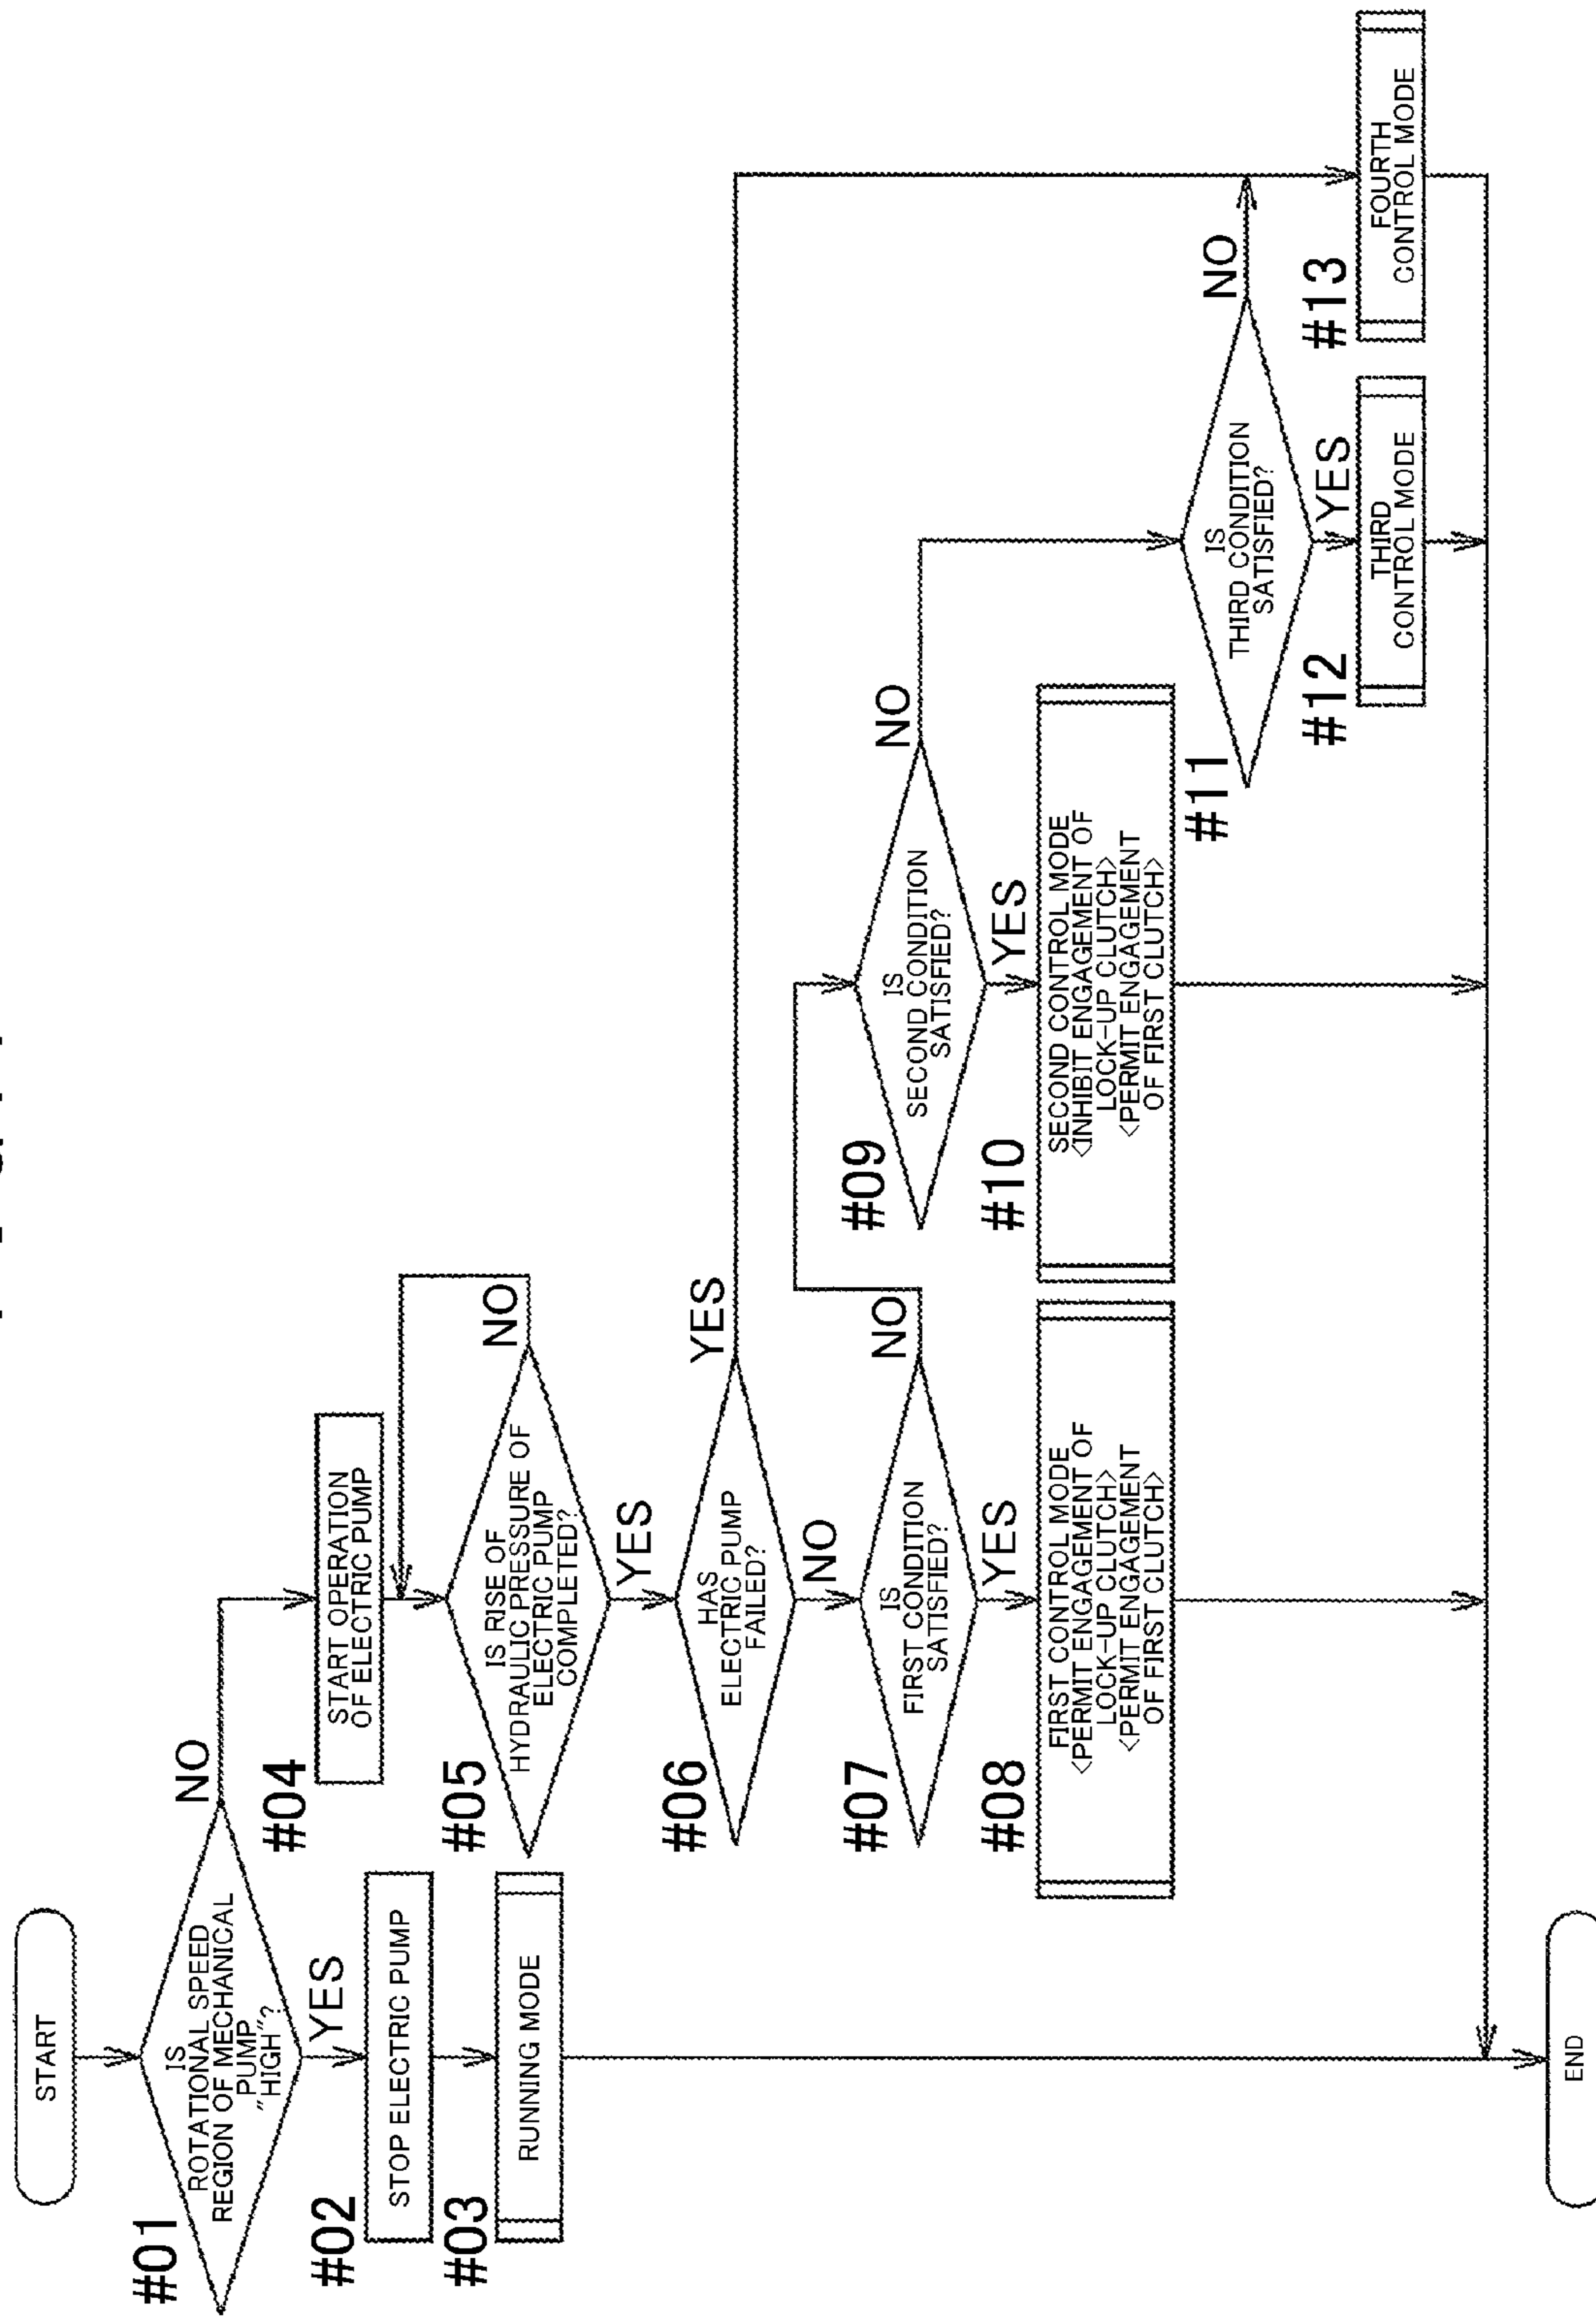 START
#01
IS
ROTATIONAL SPEED
REGION OF MECHANICAL
PUMP
"HIGH"?
NO
YES
#02
STOP ELECTRIC PUMP
#03
RUNNING MODE
#04
START OPERATION
OF ELECTRIC PUMP
#05
IS RISE OF
HYDRAULIC PRESSURE OF
ELECTRIC PUMP
COMPLETED?
NO
YES
#06
HAS
ELECTRIC PUMP
FAILED?
YES
NO
#07
IS
FIRST CONDITION
SATISFIED?
NO
YES
#08
FIRST CONTROL MODE
<PERMIT ENGAGEMENT OF
LOCK-UP CLUTCH>
<PERMIT ENGAGEMENT
OF FIRST CLUTCH>
#09
IS
SECOND CONDITION
SATISFIED?
NO
YES
#10
SECOND CONTROL MODE
<INHIBIT ENGAGEMENT OF
LOCK-UP CLUTCH>
<PERMIT ENGAGEMENT
OF FIRST CLUTCH>
#11
IS
THIRD CONDITION
SATISFIED?
NO
YES
#12
THIRD
CONTROL MODE
#13
FOURTH
CONTROL MODE
END